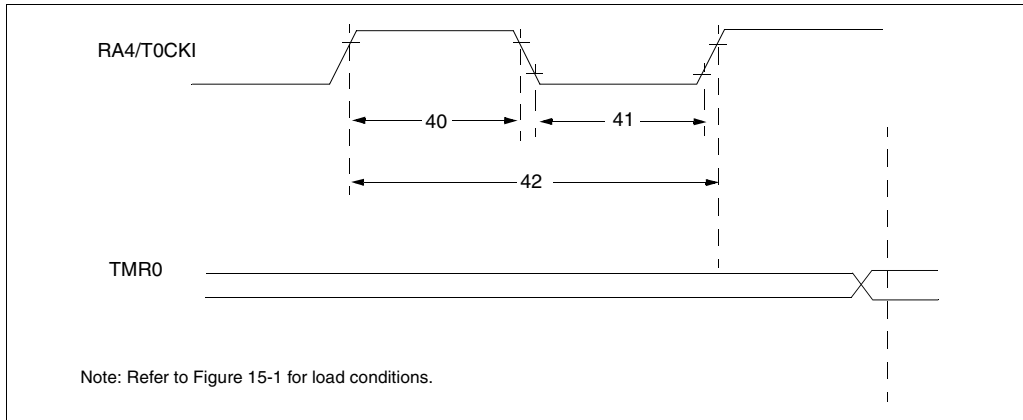 RA4/T0CKI
40
41
42
TMR0
Note: Refer to Figure 15-1 for load conditions.